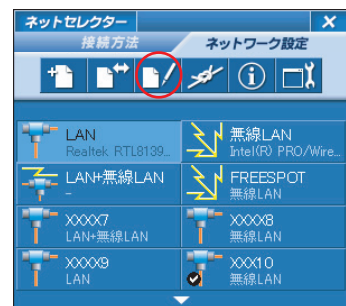 ネットセレクター
接続方法 ネットワーク設定
LAN
Realtek RTL8139...
無線LAN
Intel(R) PRO/Wire...
LAN+無線LAN
-
FREESPOT
無線LAN
XXXX7
LAN+無線LAN
XXXX8
無線LAN
XXXX9
LAN
XXX10
無線LAN